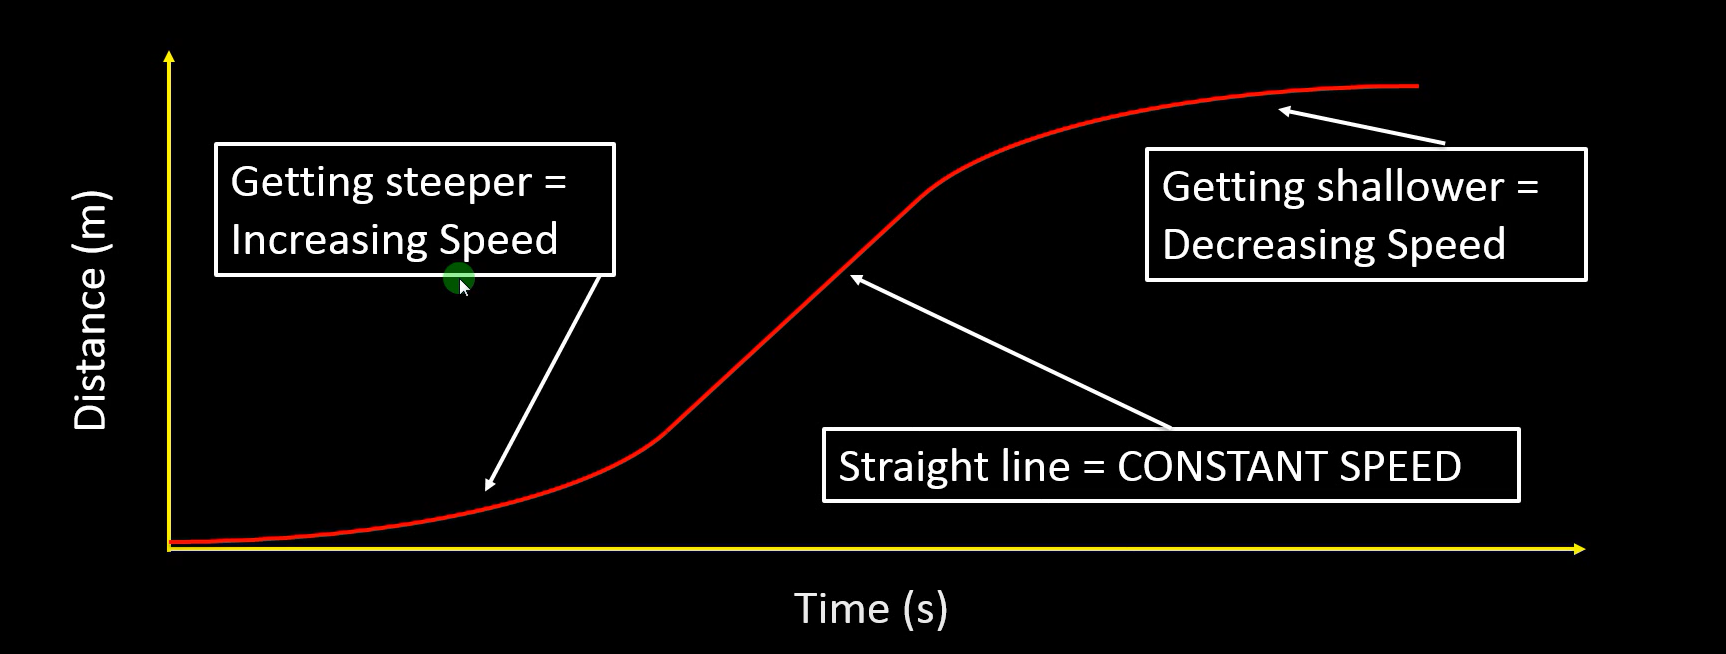 Distance (m)
Getting steeper =
Increasing Speed
Getting shallower =
Decreasing Speed
Straight line = CONSTANT SPEED
Time (s)